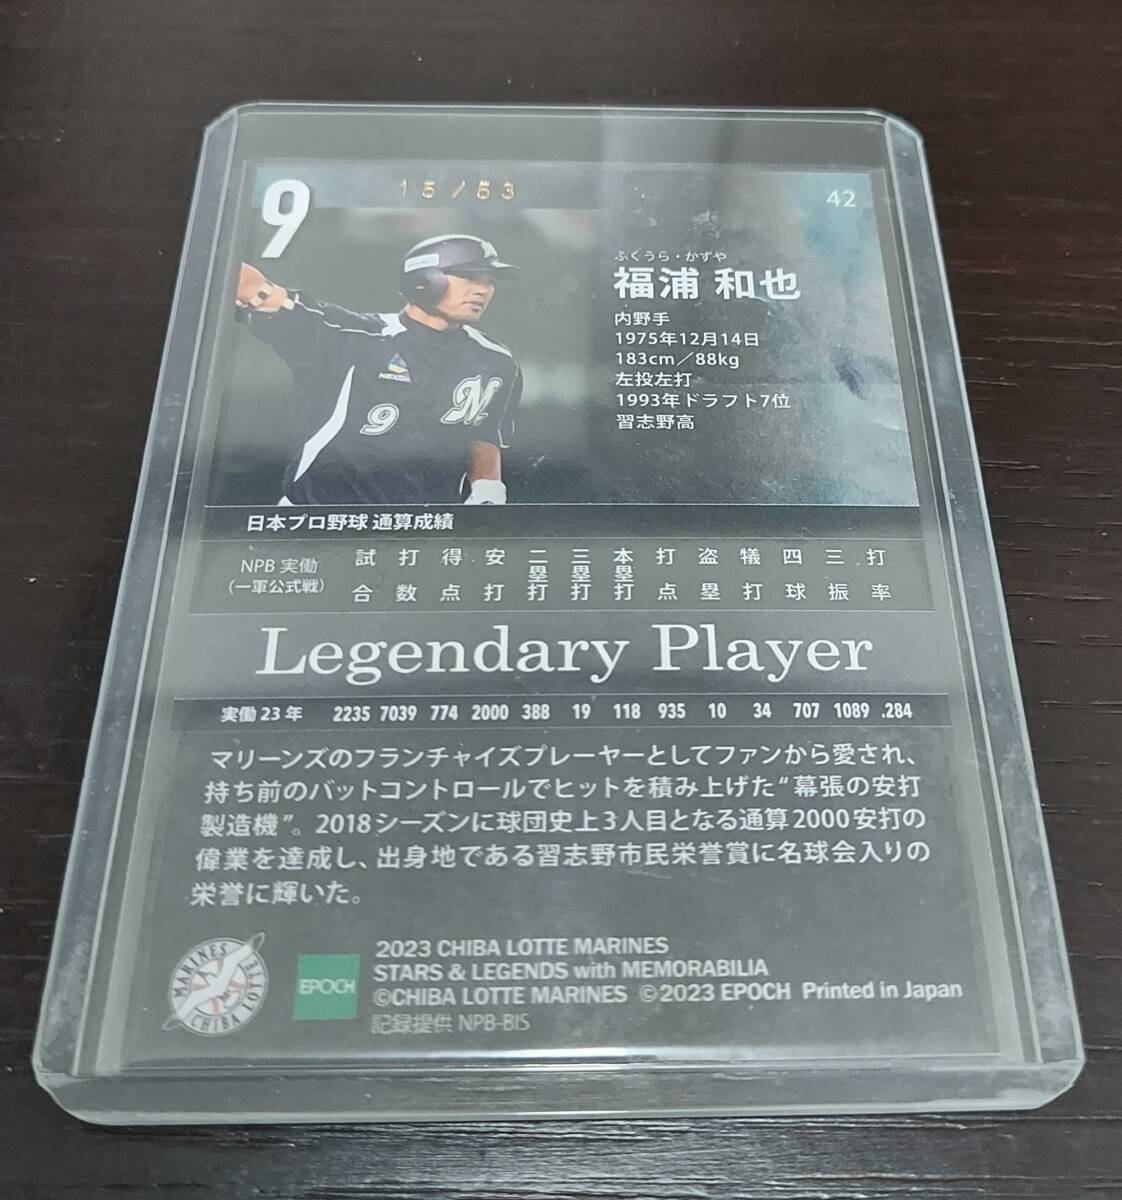 9
15/53
42
ふくうら・かずや
福浦 和也
内野手
1975年12月14日
183cm/88kg
左投左打
1993年ドラフト7位
習志野高
M
9
日本プロ野球 通算成績
NPB 実働
(一軍公式戦)
試合 打数 得点 安打 二塁打 三塁打 本塁打 打点 盗塁 犠打 四球 三振 打率
Legendary Player
実働23年 2235 7039 774 2000 388 19 118 935 10 34 707 1089 .284
マリーンズのフランチャイズプレーヤーとしてファンから愛され、
持ち前のバットコントロールでヒットを積み上げた“幕張の安打
製造機”。2018シーズンに球団史上3人目となる通算2000安打の
偉業を達成し、出身地である習志野市民栄誉賞に名球会入りの
栄誉に輝いた。
MARINES
CHIBA LOTTE
EPOCH
2023 CHIBA LOTTE MARINES
STARS & LEGENDS with MEMORABILIA
©CHIBA LOTTE MARINES ©2023 EPOCH Printed in Japan
記録提供 NPB-BIS